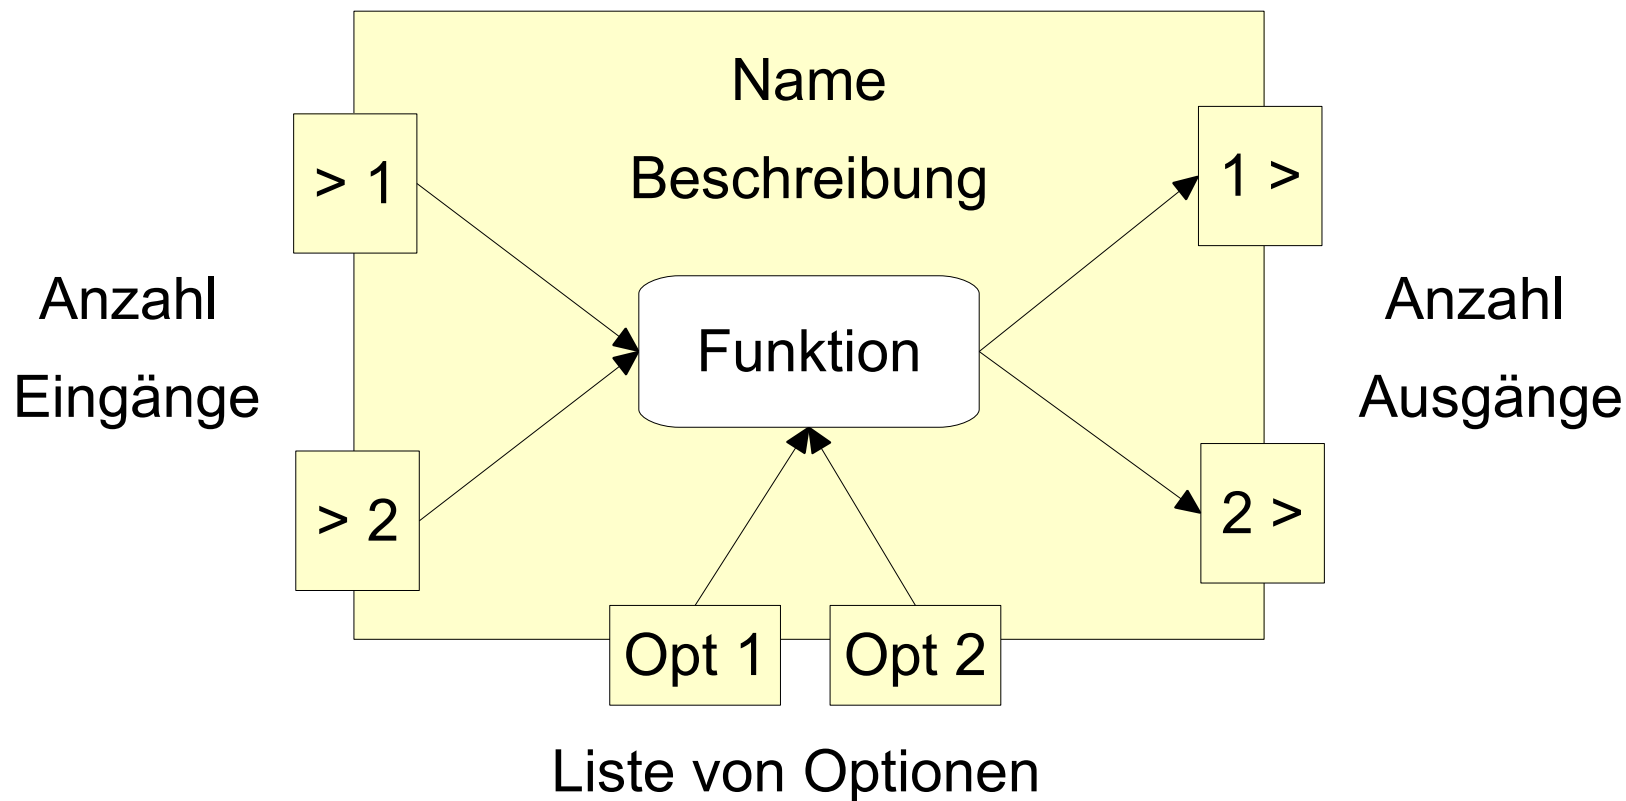 Name
Beschreibung
> 1
1 >
Anzahl
Eingänge
Funktion
Anzahl
Ausgänge
> 2
2 >
Opt 1
Opt 2
Liste von Optionen